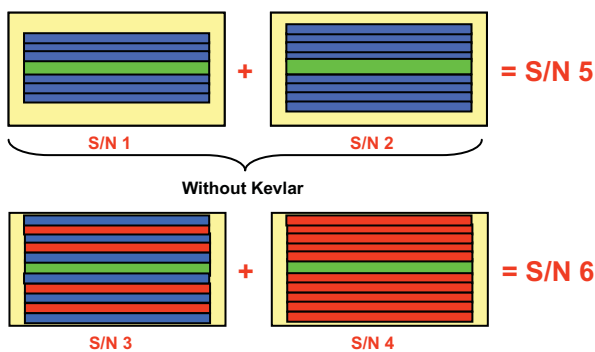 +
= S/N 5
S/N 1
S/N 2
Without Kevlar
+
= S/N 6
S/N 3
S/N 4